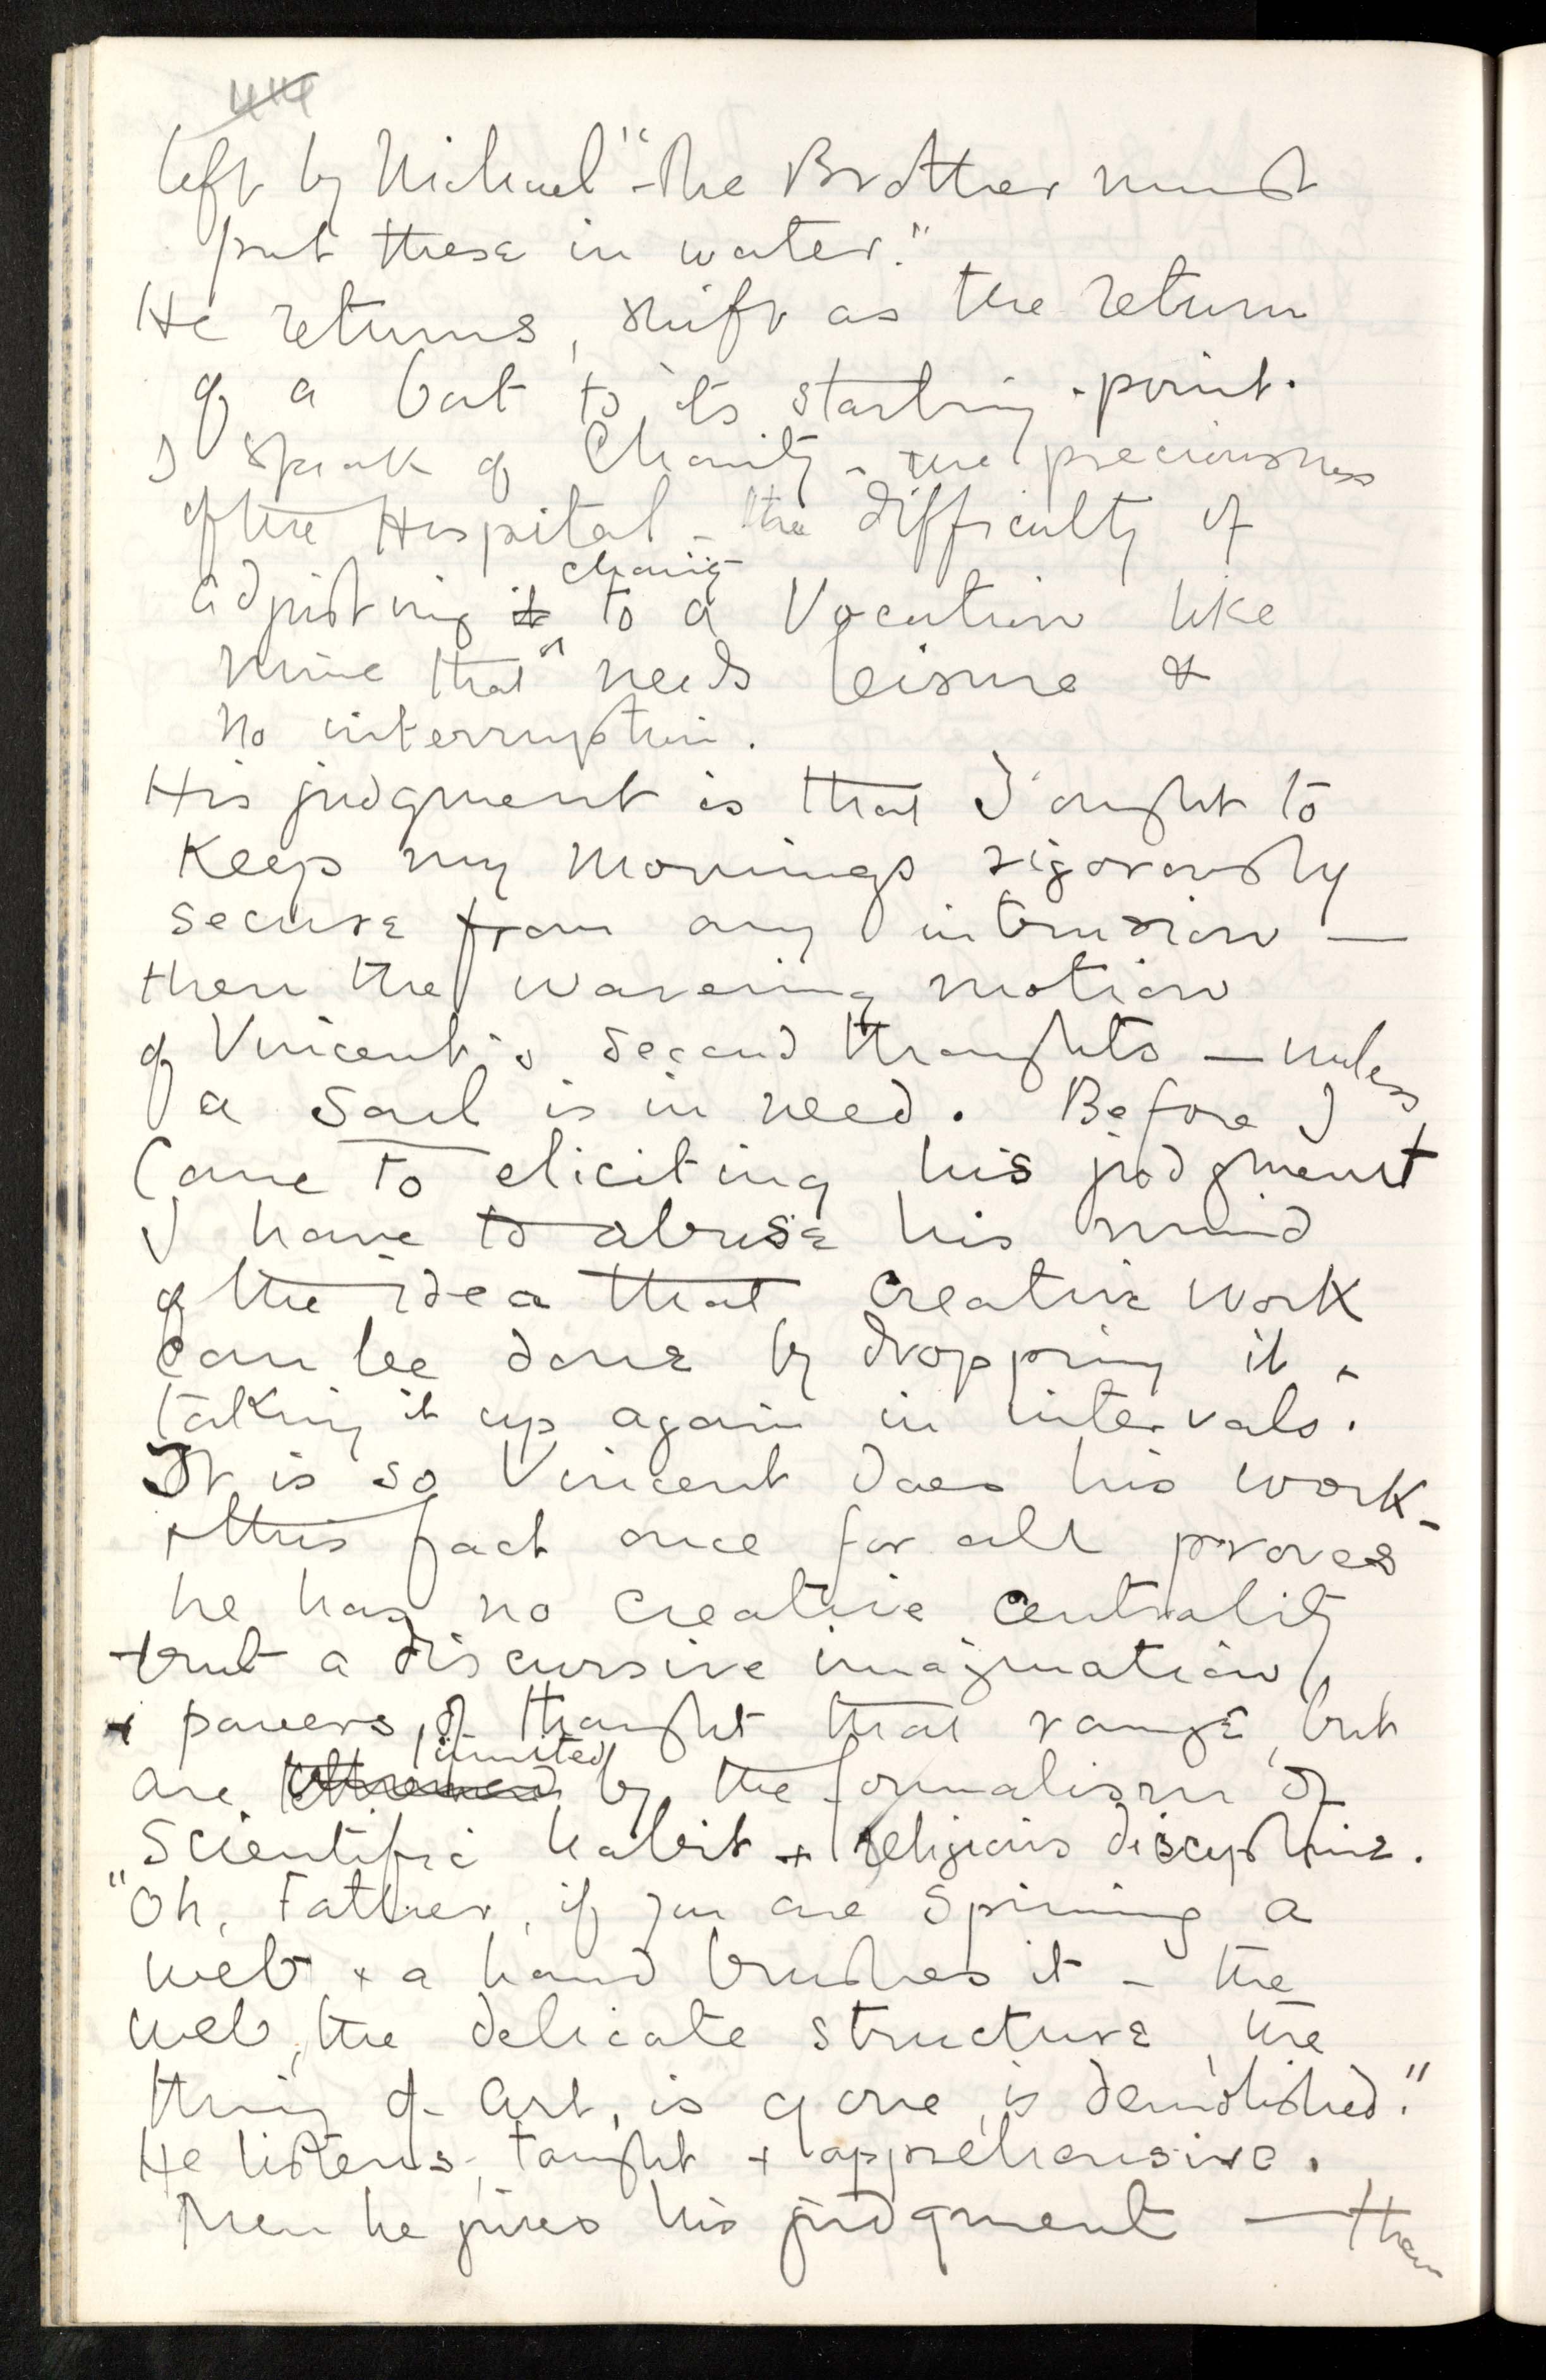 left by Michael "The Brother must
put these in water."
He returns, swift as the return
of a bat to its starting-point.
I speak of Charity - the preciousness
of the Hospital - the difficulty of
adjusting it charity to a Vocation like
mine that needs leisure &
no interruption.
His judgment is that I ought to
keep my mornings rigorously
secure from any intrusion —
then the wavering motion
of Vincent's second thoughts — unless
a Soul is in need. Before I
came to eliciting his judgment
I have to abuse his mind
of the idea that creative work
can be done by dropping it &
taking it up again in intervals.
It is so Vincent does his work -
& this fact once for all proves
he has no creative centrality
but a discursive imagination,
& powers of thought that range, but
are limited by the formalism of
scientific habit & religious discipline.
"Oh, Father, if you are spinning a
web & a hand brushes it - the
web, the delicate structure, the
thing of art, is gone, is demolished."
He listens, taught & apprehensive.
Then he gives his judgment — then